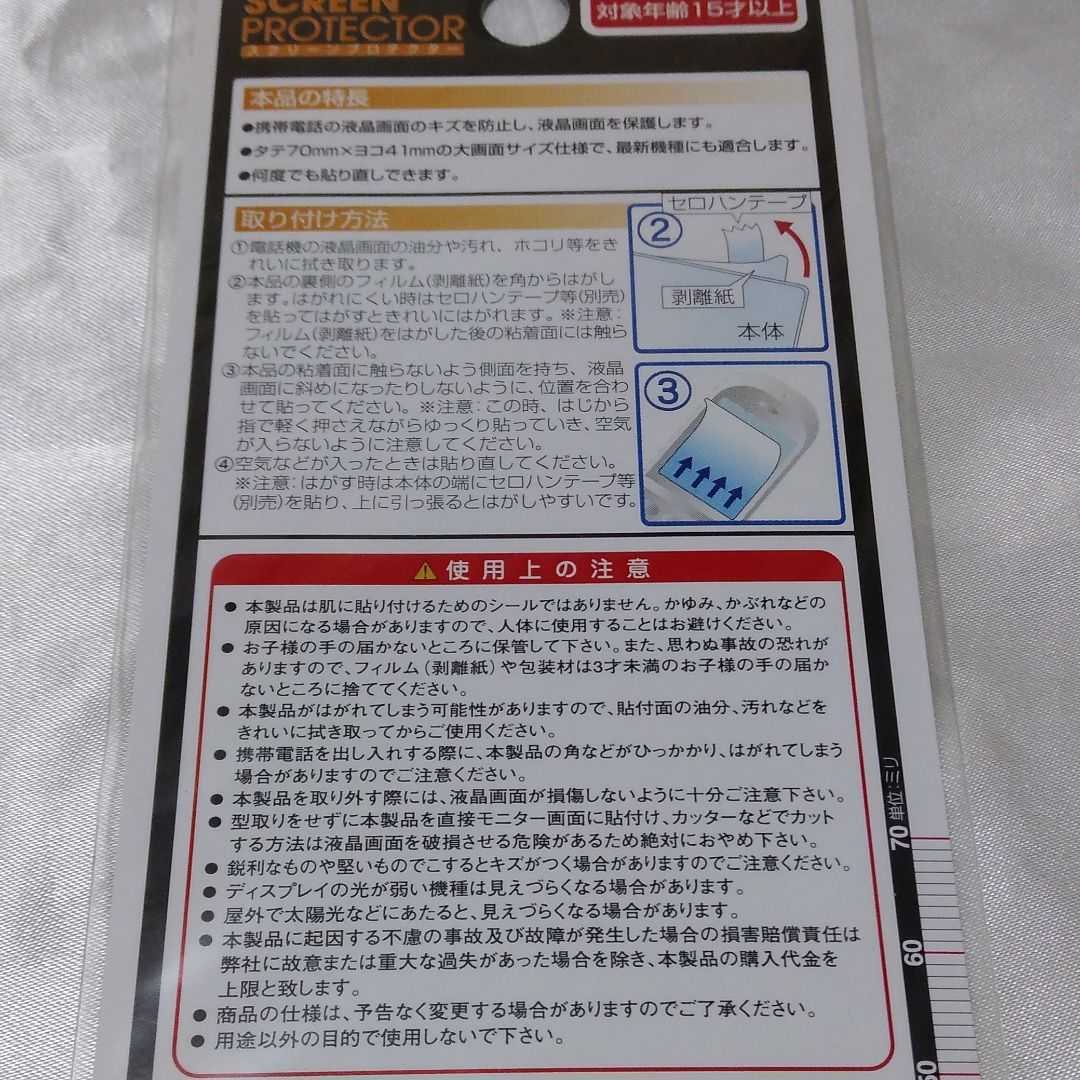 SCREEN
PROTECTOR
スクリーンプロテクター
対象年齢15才以上
本品の特長
●携帯電話の液晶画面のキズを防止し、液晶画面を保護します。
●タテ70mm×ヨコ41mmの大画面サイズ仕様で、最新機種にも適合します。
●何度でも貼り直しできます。
取り付け方法
①電話機の液晶画面の油分や汚れ、ホコリ等をき
れいに拭き取ります。
②本品の裏側のフィルム(剥離紙)を角からはがし
ます。はがれにくい時はセロハンテープ等(別売)
を貼ってはがすときれいにはがれます。※注意:
フィルム(剥離紙)をはがした後の粘着面には触ら
ないでください。
③本品の粘着面に触らないよう側面を持ち、液晶
画面に斜めになったりしないように、位置を合わ
せて貼ってください。※注意:この時、はじから
指で軽く押さえながらゆっくり貼っていき、空気
が入らないように注意してください。
④空気などが入ったときは貼り直してください。
※注意:はがす時は本体の端にセロハンテープ等
(別売)を貼り、上に引っ張るとはがしやすいです。
セロハンテープ
②
剥離紙
本体
③
⚠使用上の注意
● 本製品は肌に貼り付けるためのシールではありません。かゆみ、かぶれなどの
原因になる場合がありますので、人体に使用することはお避けください。
● お子様の手の届かないところに保管して下さい。また、思わぬ事故の恐れが
ありますので、フィルム(剥離紙)や包装材は3才未満のお子様の手の届か
ないところに捨ててください。
● 本製品がはがれてしまう可能性がありますので、貼付面の油分、汚れなどを
きれいに拭き取ってからご使用ください。
● 携帯電話を出し入れする際に、本製品の角などがひっかかり、はがれてしまう
場合がありますのでご注意ください。
● 本製品を取り外す際には、液晶画面が損傷しないように十分ご注意下さい。
● 型取りをせずに本製品を直接モニター画面に貼付け、カッターなどでカット
する方法は液晶画面を破損させる危険があるため絶対におやめ下さい。
● 鋭利なものや堅いものでこするとキズがつく場合がありますのでご注意ください。
● ディスプレイの光が弱い機種は見えづらくなる場合があります。
● 屋外で太陽光などにあたると、見えづらくなる場合があります。
● 本製品に起因する不慮の事故及び故障が発生した場合の損害賠償責任は
弊社に故意または重大な過失があった場合を除き、本製品の購入代金を
上限と致します。
● 商品の仕様は、予告なく変更する場合がありますのでご了承ください。
● 用途以外の目的で使用しないで下さい。
70 単位:ミリ
60
50